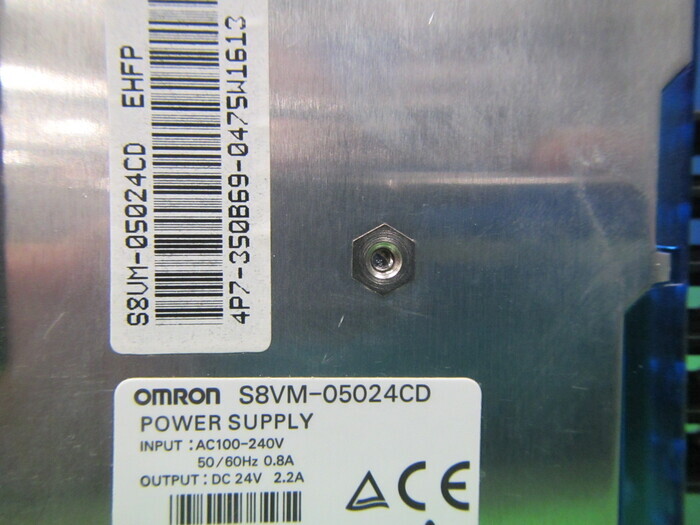 S8VM-05024CD EHFP
4P7-350B69-0475W1613
OMRON S8VM-05024CD
POWER SUPPLY
INPUT : AC100-240V
50/60Hz 0.8A
OUTPUT : DC 24V 2.2A
CE